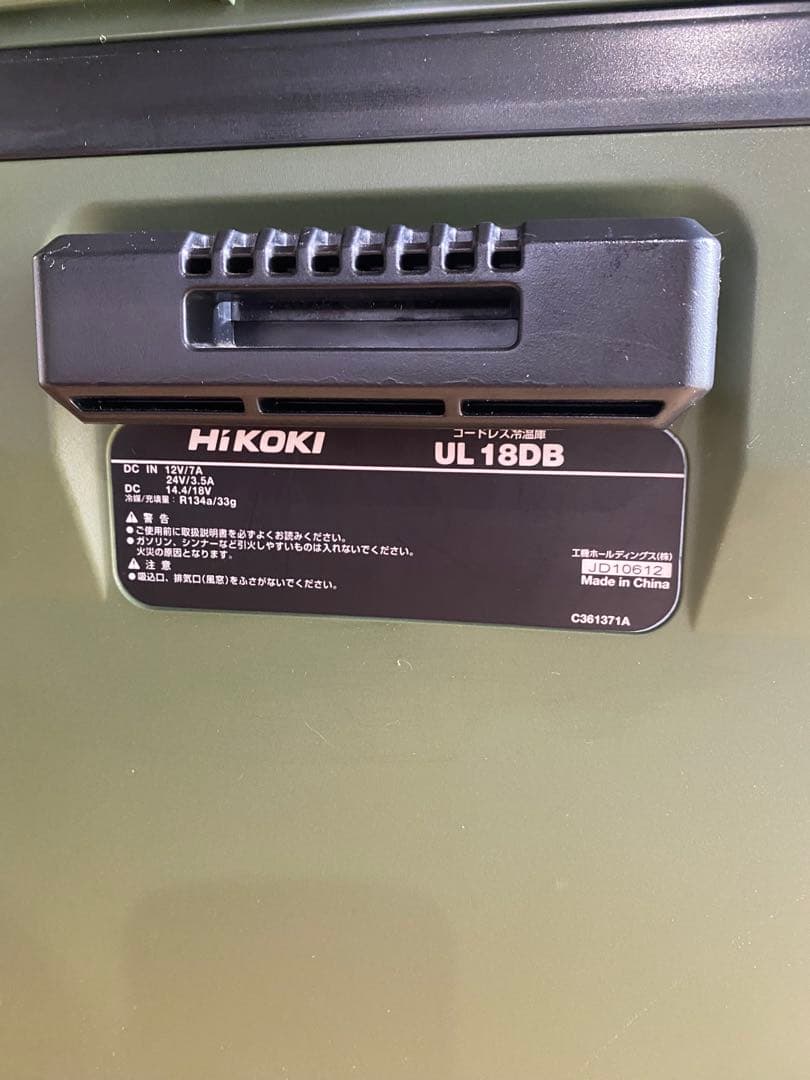 HiKOKI
コードレス冷温庫
UL 18DB
DC IN 12V/7A
24V/3.5A
DC 14.4/18V
冷媒/充填量: R134a/33g
⚠ 警告
●ご使用前に取扱説明書を必ずよくお読みください。
●ガソリン、シンナーなど引火しやすいものは入れないでください。
火災の原因となります。
⚠ 注意
●吸込口、排気口(風窓)をふさがないでください。
工機ホールディングス(株)
JD10612
Made in China
C361371A